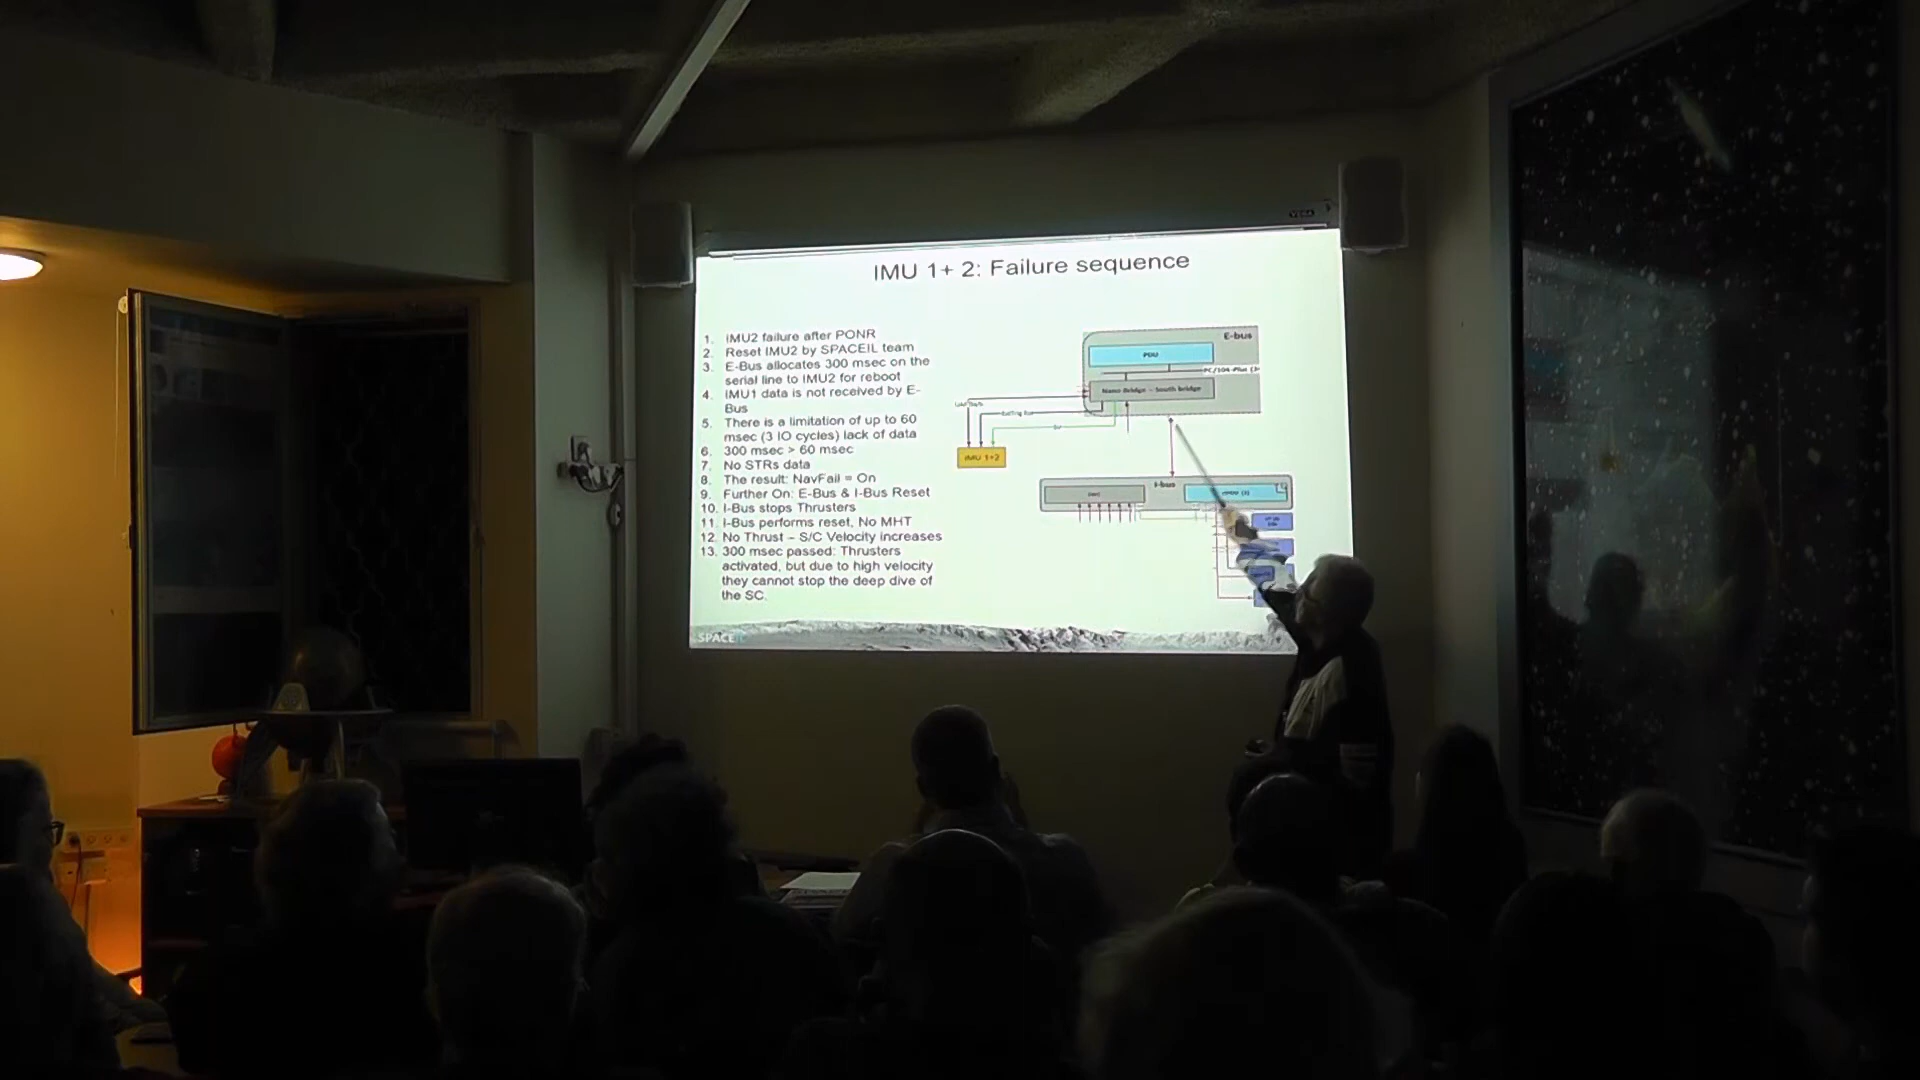 IMU 1+ 2: Failure sequence
1. IMU2 failure after PONR
2. Reset IMU2 by SPACEIL team
3. E-Bus allocates 300 msec on the
serial line to IMU2 for reboot
4. IMU1 data is not received by E-
Bus
5. There is a limitation of up to 60
msec (3 IO cycles) lack of data
6. 300 msec > 60 msec
7. No STRs data
8. The result: NavFail = On
9. Further On: E-Bus & I-Bus Reset
10. I-Bus stops Thrusters
11. I-Bus performs reset, No MHT
12. No Thrust – S/C Velocity increases
13. 300 msec passed: Thrusters
activated, but due to high velocity
they cannot stop the deep dive of
the SC.
E-bus
PDU
Nano Bridge – South bridge
IMU 1+2
I-bus
SPACEIL